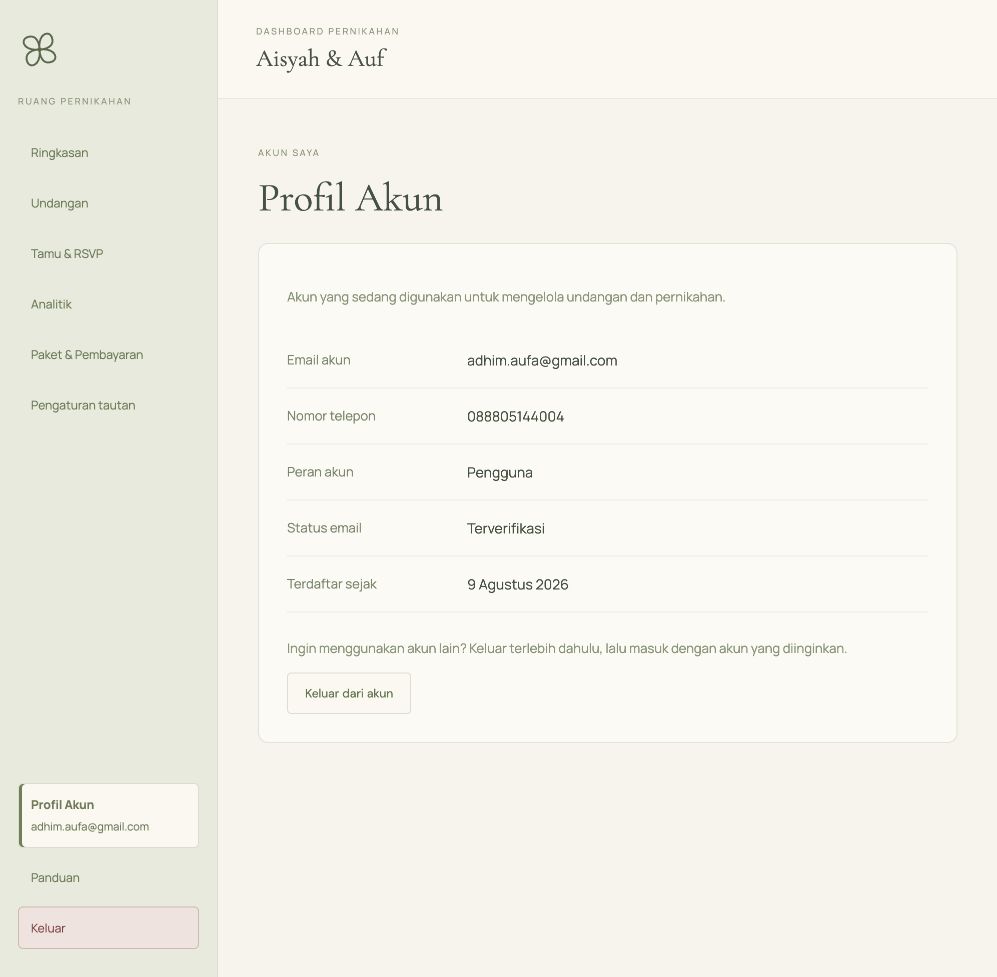 RUANG PERNIKAHAN
Ringkasan
Undangan
Tamu & RSVP
Analitik
Paket & Pembayaran
Pengaturan tautan
Profil Akun
adhim.aufa@gmail.com
Panduan
Keluar
DASHBOARD PERNIKAHAN
Aisyah & Auf
AKUN SAYA
Profil Akun
Akun yang sedang digunakan untuk mengelola undangan dan pernikahan.
Email akun adhim.aufa@gmail.com
Nomor telepon 088805144004
Peran akun Pengguna
Status email Terverifikasi
Terdaftar sejak 9 Agustus 2026
Ingin menggunakan akun lain? Keluar terlebih dahulu, lalu masuk dengan akun yang diinginkan.
Keluar dari akun